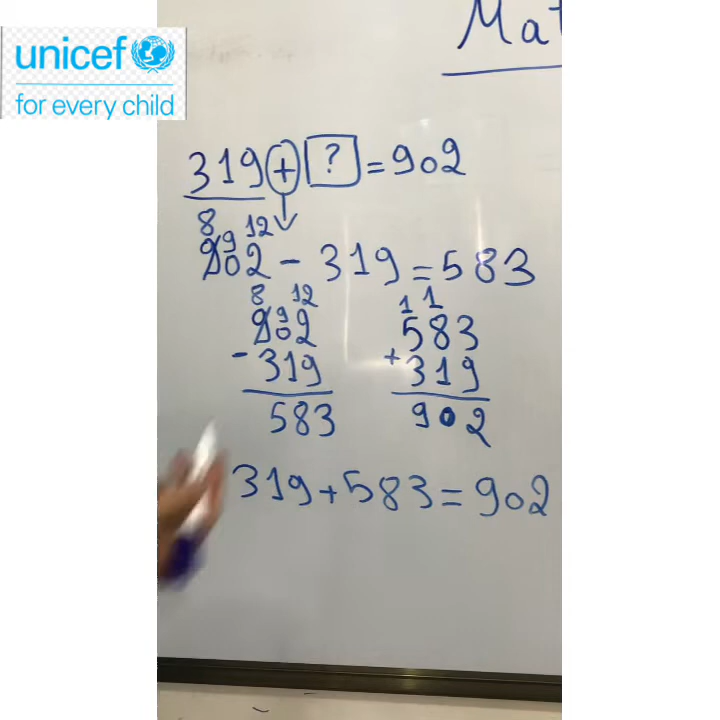 unicef
for every child
Mat
319 + ? = 902
8 9 12
902 - 319 = 583
8 9 12
902
- 319
583
1 1
583
+ 319
902
319 + 583 = 902